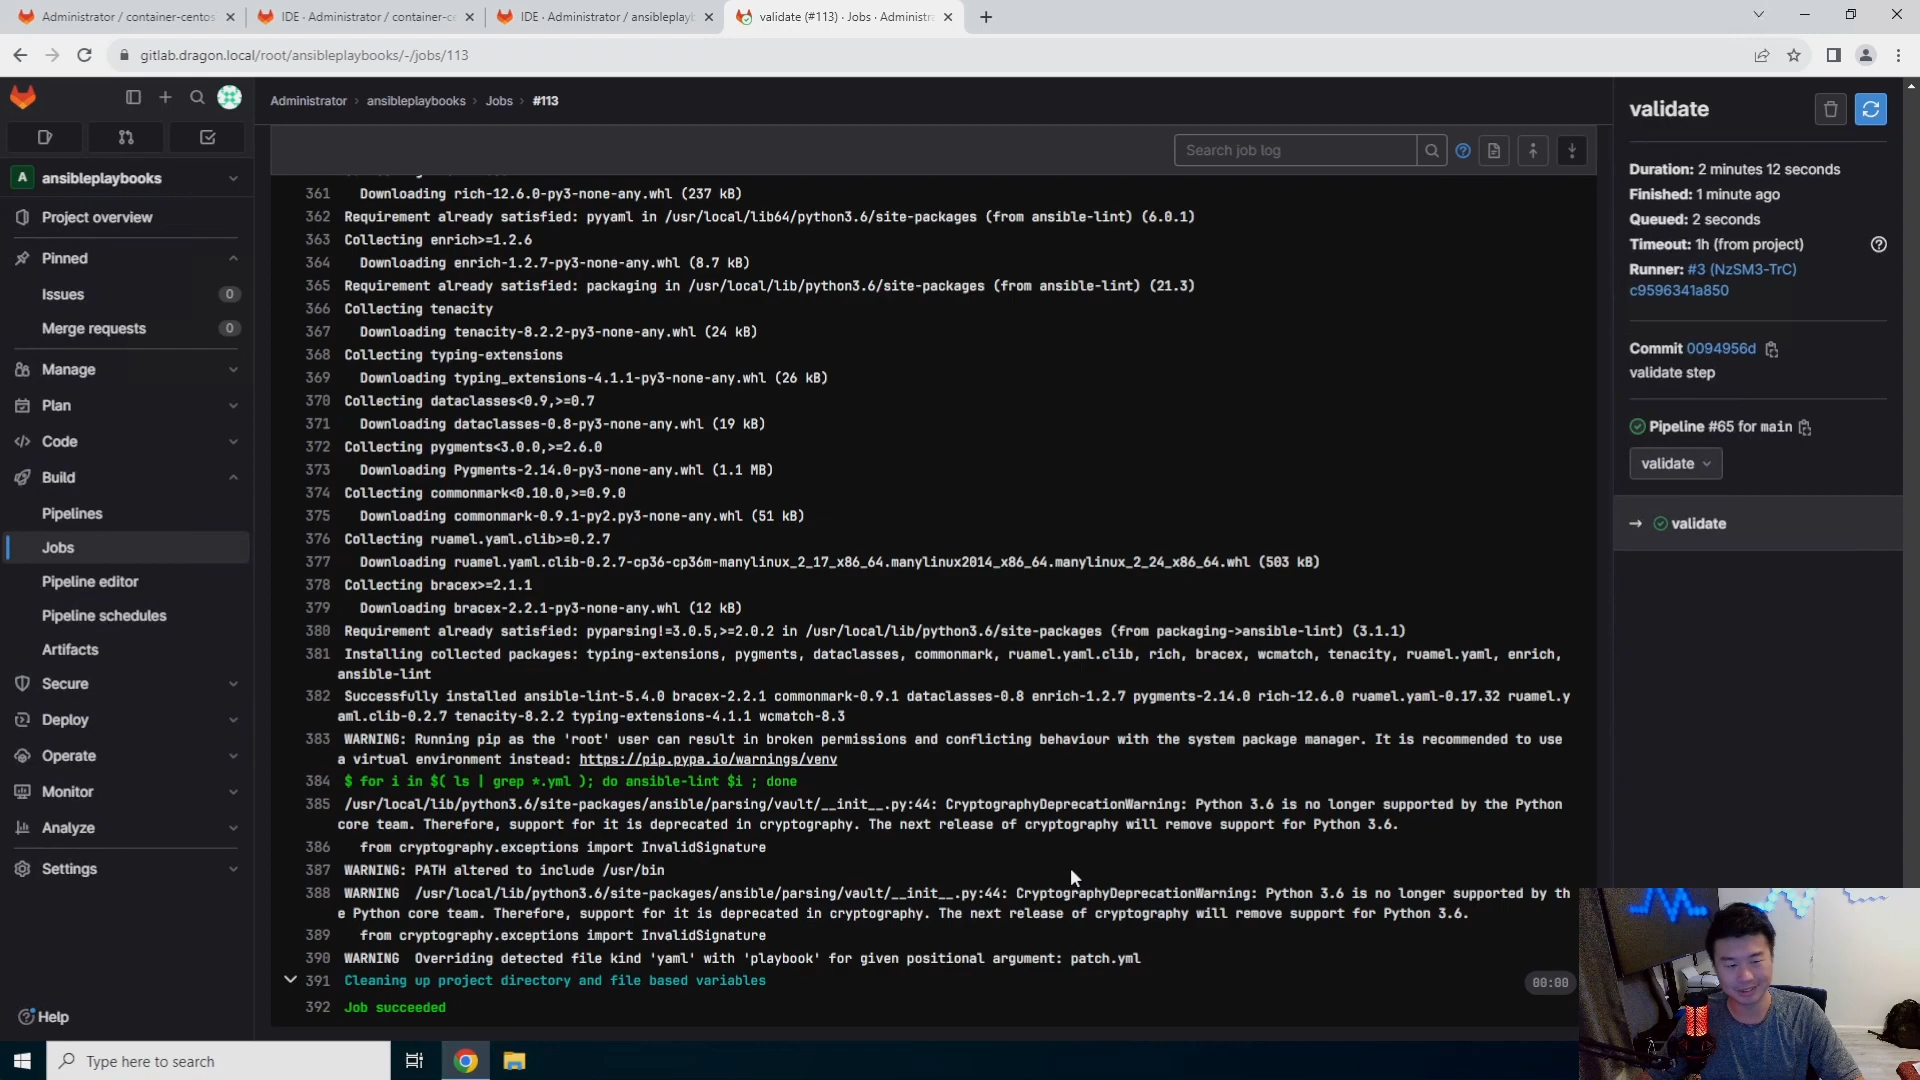 Administrator / container-centos
IDE · Administrator / container-ce
IDE · Administrator / ansibleplayb
validate (#113) · Jobs · Administra
gitlab.dragon.local/root/ansibleplaybooks/-/jobs/113
Administrator › ansibleplaybooks › Jobs › #113
A ansibleplaybooks
Project overview
Pinned
Issues 0
Merge requests 0
Manage
Plan
Code
Build
Pipelines
Jobs
Pipeline editor
Pipeline schedules
Artifacts
Secure
Deploy
Operate
Monitor
Analyze
Settings
Help
Search job log
361 Downloading rich-12.6.0-py3-none-any.whl (237 kB)
362 Requirement already satisfied: pyyaml in /usr/local/lib64/python3.6/site-packages (from ansible-lint) (6.0.1)
363 Collecting enrich>=1.2.6
364 Downloading enrich-1.2.7-py3-none-any.whl (8.7 kB)
365 Requirement already satisfied: packaging in /usr/local/lib/python3.6/site-packages (from ansible-lint) (21.3)
366 Collecting tenacity
367 Downloading tenacity-8.2.2-py3-none-any.whl (24 kB)
368 Collecting typing-extensions
369 Downloading typing_extensions-4.1.1-py3-none-any.whl (26 kB)
370 Collecting dataclasses<0.9,>=0.7
371 Downloading dataclasses-0.8-py3-none-any.whl (19 kB)
372 Collecting pygments<3.0.0,>=2.6.0
373 Downloading Pygments-2.14.0-py3-none-any.whl (1.1 MB)
374 Collecting commonmark<0.10.0,>=0.9.0
375 Downloading commonmark-0.9.1-py2.py3-none-any.whl (51 kB)
376 Collecting ruamel.yaml.clib>=0.2.7
377 Downloading ruamel.yaml.clib-0.2.7-cp36-cp36m-manylinux_2_17_x86_64.manylinux2014_x86_64.manylinux_2_24_x86_64.whl (503 kB)
378 Collecting bracex>=2.1.1
379 Downloading bracex-2.2.1-py3-none-any.whl (12 kB)
380 Requirement already satisfied: pyparsing!=3.0.5,>=2.0.2 in /usr/local/lib/python3.6/site-packages (from packaging->ansible-lint) (3.1.1)
381 Installing collected packages: typing-extensions, pygments, dataclasses, commonmark, ruamel.yaml.clib, rich, bracex, wcmatch, tenacity, ruamel.yaml, enrich,
ansible-lint
382 Successfully installed ansible-lint-5.4.0 bracex-2.2.1 commonmark-0.9.1 dataclasses-0.8 enrich-1.2.7 pygments-2.14.0 rich-12.6.0 ruamel.yaml-0.17.32 ruamel.y
aml.clib-0.2.7 tenacity-8.2.2 typing-extensions-4.1.1 wcmatch-8.3
383 WARNING: Running pip as the 'root' user can result in broken permissions and conflicting behaviour with the system package manager. It is recommended to use
a virtual environment instead: https://pip.pypa.io/warnings/venv
384 $ for i in $( ls | grep *.yml ); do ansible-lint $i ; done
385 /usr/local/lib/python3.6/site-packages/ansible/parsing/vault/__init__.py:44: CryptographyDeprecationWarning: Python 3.6 is no longer supported by the Python
core team. Therefore, support for it is deprecated in cryptography. The next release of cryptography will remove support for Python 3.6.
386 from cryptography.exceptions import InvalidSignature
387 WARNING: PATH altered to include /usr/bin
388 WARNING /usr/local/lib/python3.6/site-packages/ansible/parsing/vault/__init__.py:44: CryptographyDeprecationWarning: Python 3.6 is no longer supported by th
e Python core team. Therefore, support for it is deprecated in cryptography. The next release of cryptography will remove support for Python 3.6.
389 from cryptography.exceptions import InvalidSignature
390 WARNING Overriding detected file kind 'yaml' with 'playbook' for given positional argument: patch.yml
391 Cleaning up project directory and file based variables 00:00
392 Job succeeded
validate
Duration: 2 minutes 12 seconds
Finished: 1 minute ago
Queued: 2 seconds
Timeout: 1h (from project)
Runner: #3 (NzSM3-TrC)
c9596341a850
Commit 0094956d
validate step
Pipeline #65 for main
validate
→ validate
Type here to search